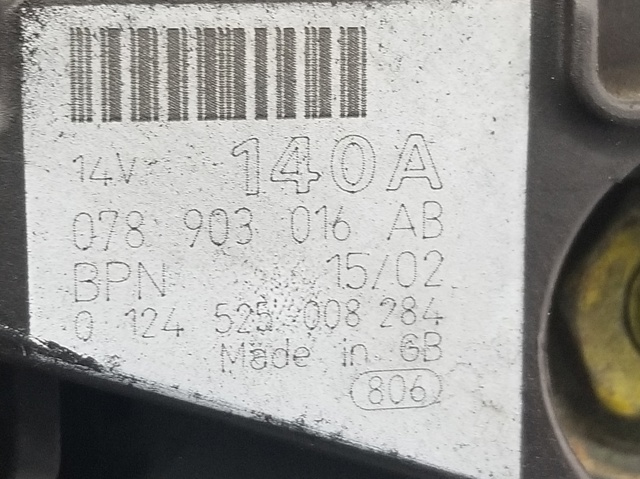 14V 140A
078 903 016 AB
BPN 15/02
0 124 525 008 284
Made in GB
806